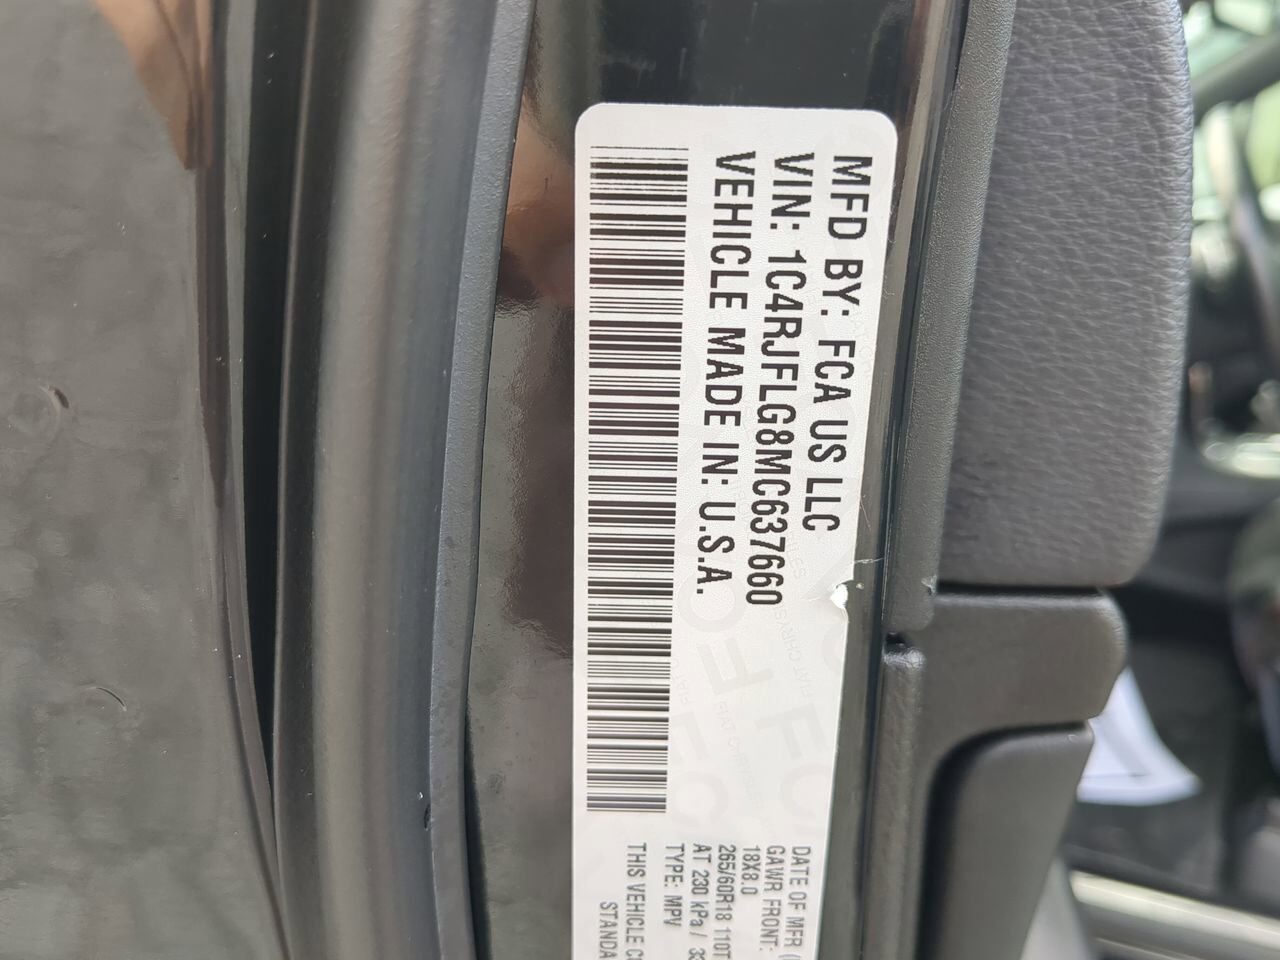 MFD BY: FCA US LLC
VIN: 1C4RJFLG8MC637660
VEHICLE MADE IN: U.S.A.
DATE OF MFR
GAWR FRONT:
18X8.0
265/60R18 110T
AT 230 kPa / 33
TYPE: MPV
THIS VEHICLE